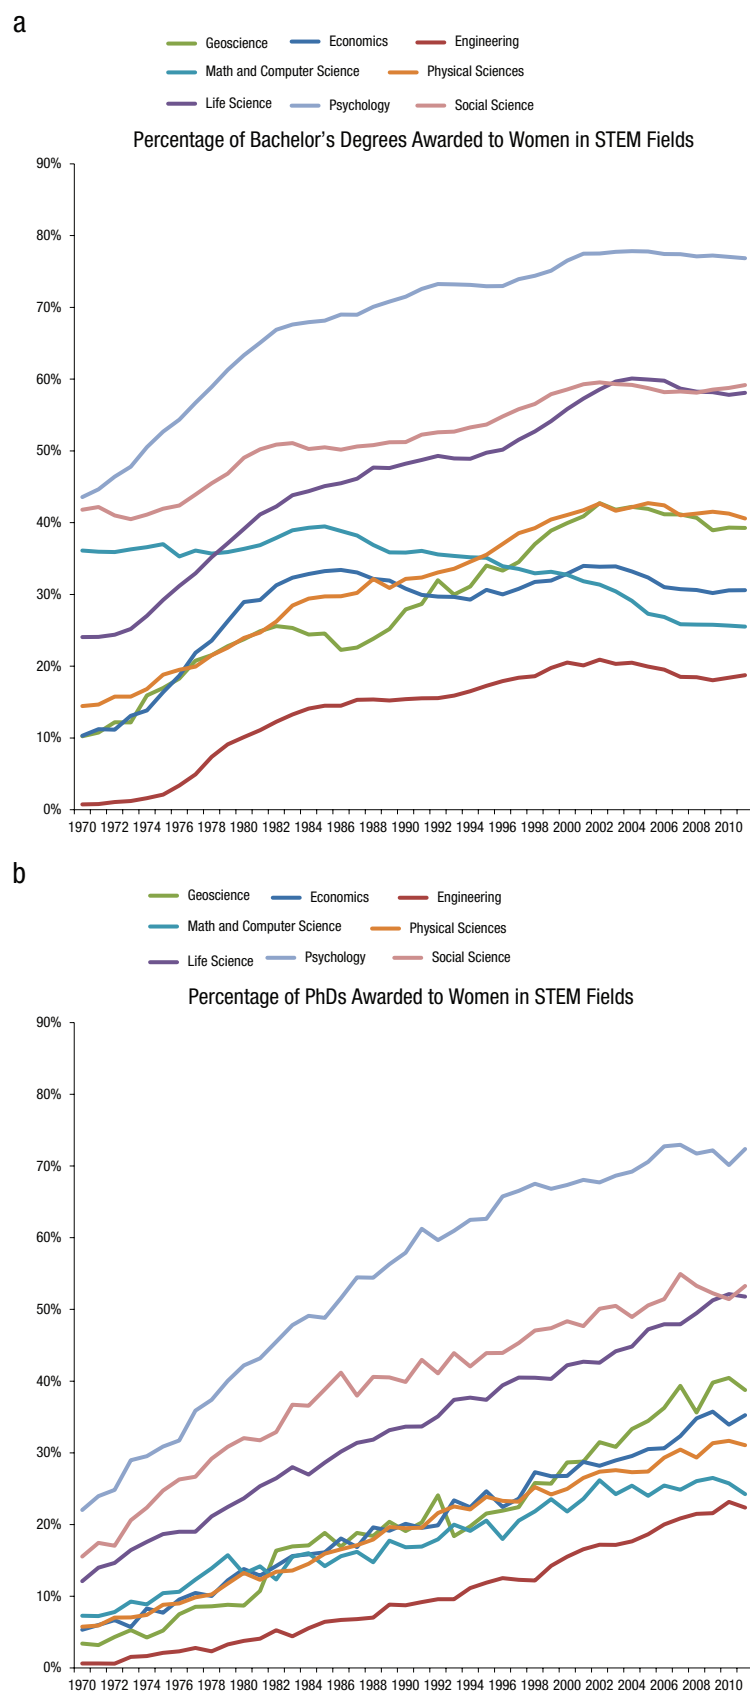 a
Geoscience Economics Engineering
Math and Computer Science Physical Sciences
Life Science Psychology Social Science
Percentage of Bachelor’s Degrees Awarded to Women in STEM Fields
90%
80%
70%
60%
50%
40%
30%
20%
10%
0%
1970 1972 1974 1976 1978 1980 1982 1984 1986 1988 1990 1992 1994 1996 1998 2000 2002 2004 2006 2008 2010
b
Geoscience Economics Engineering
Math and Computer Science Physical Sciences
Life Science Psychology Social Science
Percentage of PhDs Awarded to Women in STEM Fields
90%
80%
70%
60%
50%
40%
30%
20%
10%
0%
1970 1972 1974 1976 1978 1980 1982 1984 1986 1988 1990 1992 1994 1996 1998 2000 2002 2004 2006 2008 2010